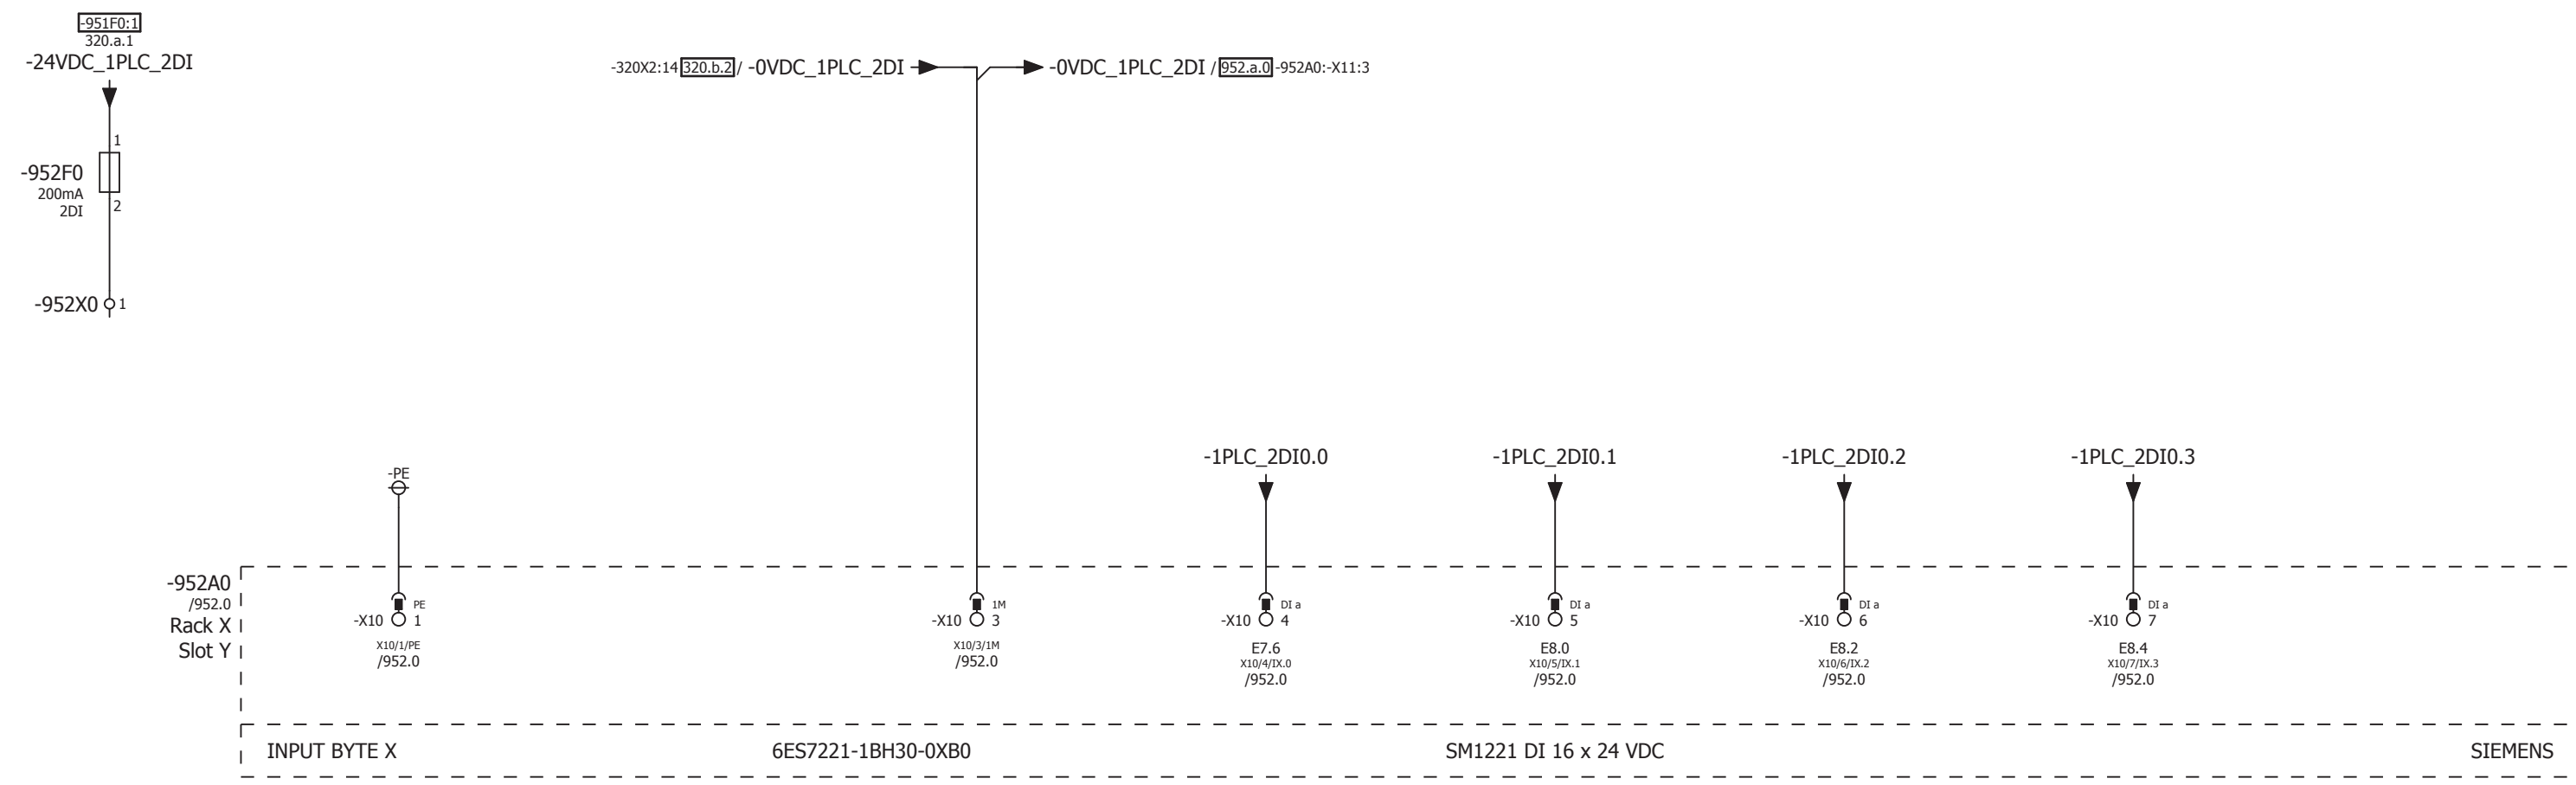 -951F0:1
320.a.1
-24VDC_1PLC_2DI
1
-952F0
200mA
2DI
2
-952X0 1
-320X2:14 320.b.2 / -0VDC_1PLC_2DI
-0VDC_1PLC_2DI / 952.a.0 -952A0:-X11:3
-PE
-1PLC_2DI0.0
-1PLC_2DI0.1
-1PLC_2DI0.2
-1PLC_2DI0.3
-952A0
/952.0
Rack X
Slot Y
PE
-X10 1
X10/1/PE
/952.0
1M
-X10 3
X10/3/1M
/952.0
DI a
-X10 4
E7.6
X10/4/IX.0
/952.0
DI a
-X10 5
E8.0
X10/5/IX.1
/952.0
DI a
-X10 6
E8.2
X10/6/IX.2
/952.0
DI a
-X10 7
E8.4
X10/7/IX.3
/952.0
INPUT BYTE X
6ES7221-1BH30-0XB0
SM1221 DI 16 x 24 VDC
SIEMENS